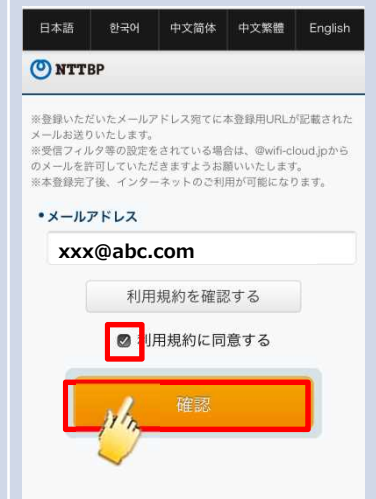 日本語 한국어 中文简体 中文繁體 English
NTTBP
※登録いただいたメールアドレス宛てに本登録用URLが記載された
メールお送りいたします。
※受信フィルタ等の設定をされている場合は、@wifi-cloud.jpから
のメールを許可していただきますようお願いいたします。
※本登録完了後、インターネットのご利用が可能になります。
•メールアドレス
xxx@abc.com
利用規約を確認する
利用規約に同意する
確認